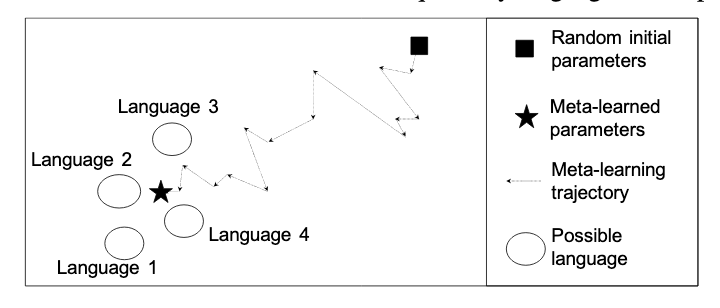 Random initial
parameters
Language 3
Meta-learned
parameters
Language 2
Meta-learning
trajectory
Language 4
Possible
language
Language 1